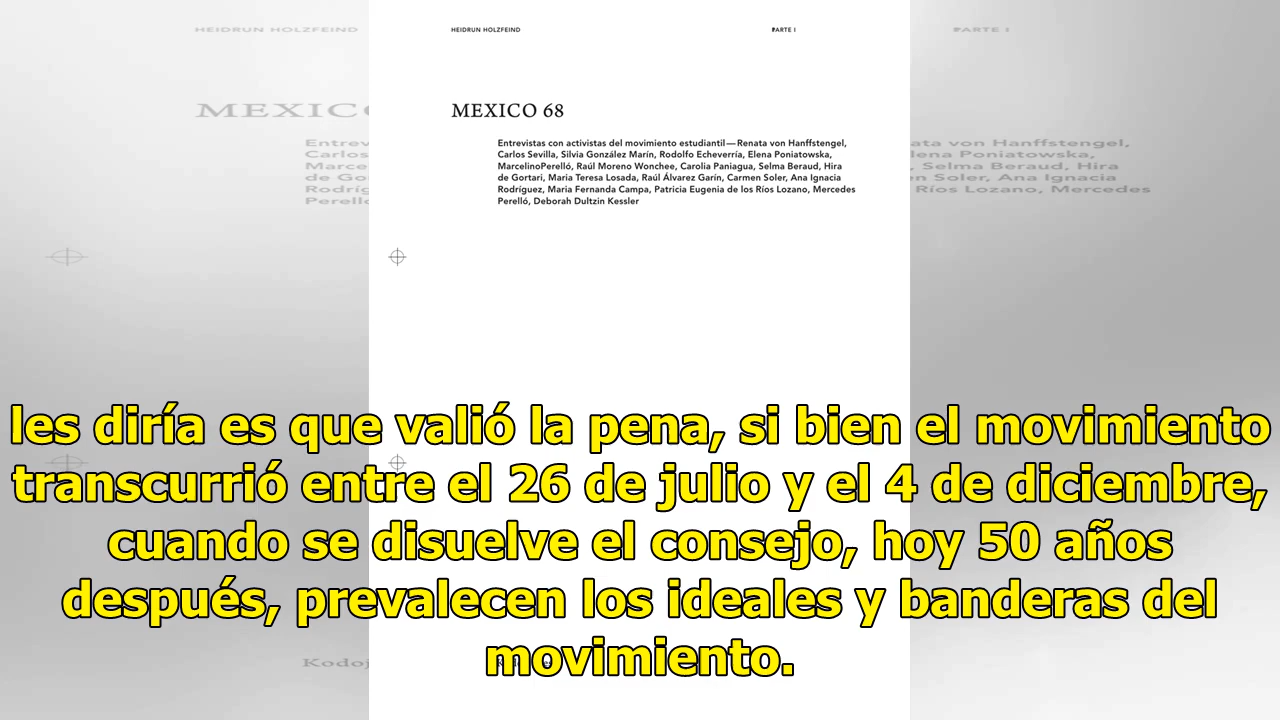 HEIDRUN HOLZFEIND
PARTE I
MEXICO 68
Entrevistas con activistas del movimiento estudiantil—Renata von Hanffstengel,
Carlos Sevilla, Silvia González Marín, Rodolfo Echeverría, Elena Poniatowska,
MarcelinoPerelló, Raúl Moreno Wonchee, Carolia Paniagua, Selma Beraud, Hira
de Gortari, Maria Teresa Losada, Raúl Álvarez Garín, Carmen Soler, Ana Ignacia
Rodríguez, Maria Fernanda Campa, Patricia Eugenia de los Ríos Lozano, Mercedes
Perelló, Deborah Dultzin Kessler
les diría es que valió la pena, si bien el movimiento
transcurrió entre el 26 de julio y el 4 de diciembre,
cuando se disuelve el consejo, hoy 50 años
después, prevalecen los ideales y banderas del
movimiento.